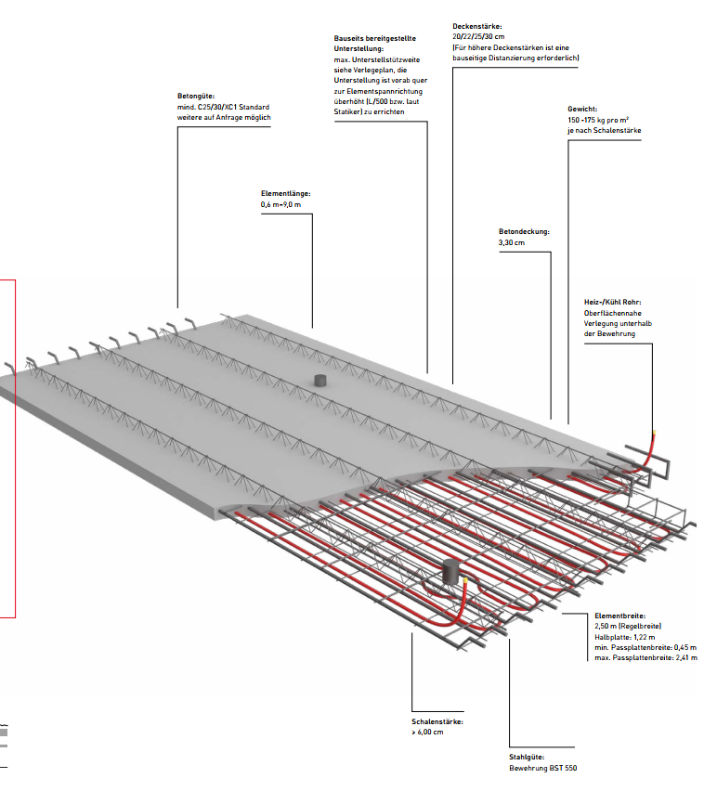 Deckenstärke:
20/22/25/30 cm
(Für höhere Deckenstärken ist eine
bauseitige Distanzierung erforderlich)
Bauseits bereitgestellte
Unterstellung:
max. Unterstellstützweite
siehe Verlegeplan, die
Unterstellung ist vorab quer
zur Elementspannrichtung
überhöht (L/500 bzw. laut
Statiker) zu errichten
Betongüte:
mind. C25/30/XC1 Standard
weitere auf Anfrage möglich
Gewicht:
150 -175 kg pro m²
je nach Schalenstärke
Elementlänge:
0,6 m-9,0 m
Betondeckung:
3,30 cm
Heiz-/Kühl Rohr:
Oberflächennahe
Verlegung unterhalb
der Bewehrung
Elementbreite:
2,50 m (Regelbreite)
Halbplatte: 1,22 m
min. Passplattenbreite: 0,45 m
max. Passplattenbreite: 2,41 m
Schalenstärke:
≥ 6,00 cm
Stahlgüte:
Bewehrung BST 550